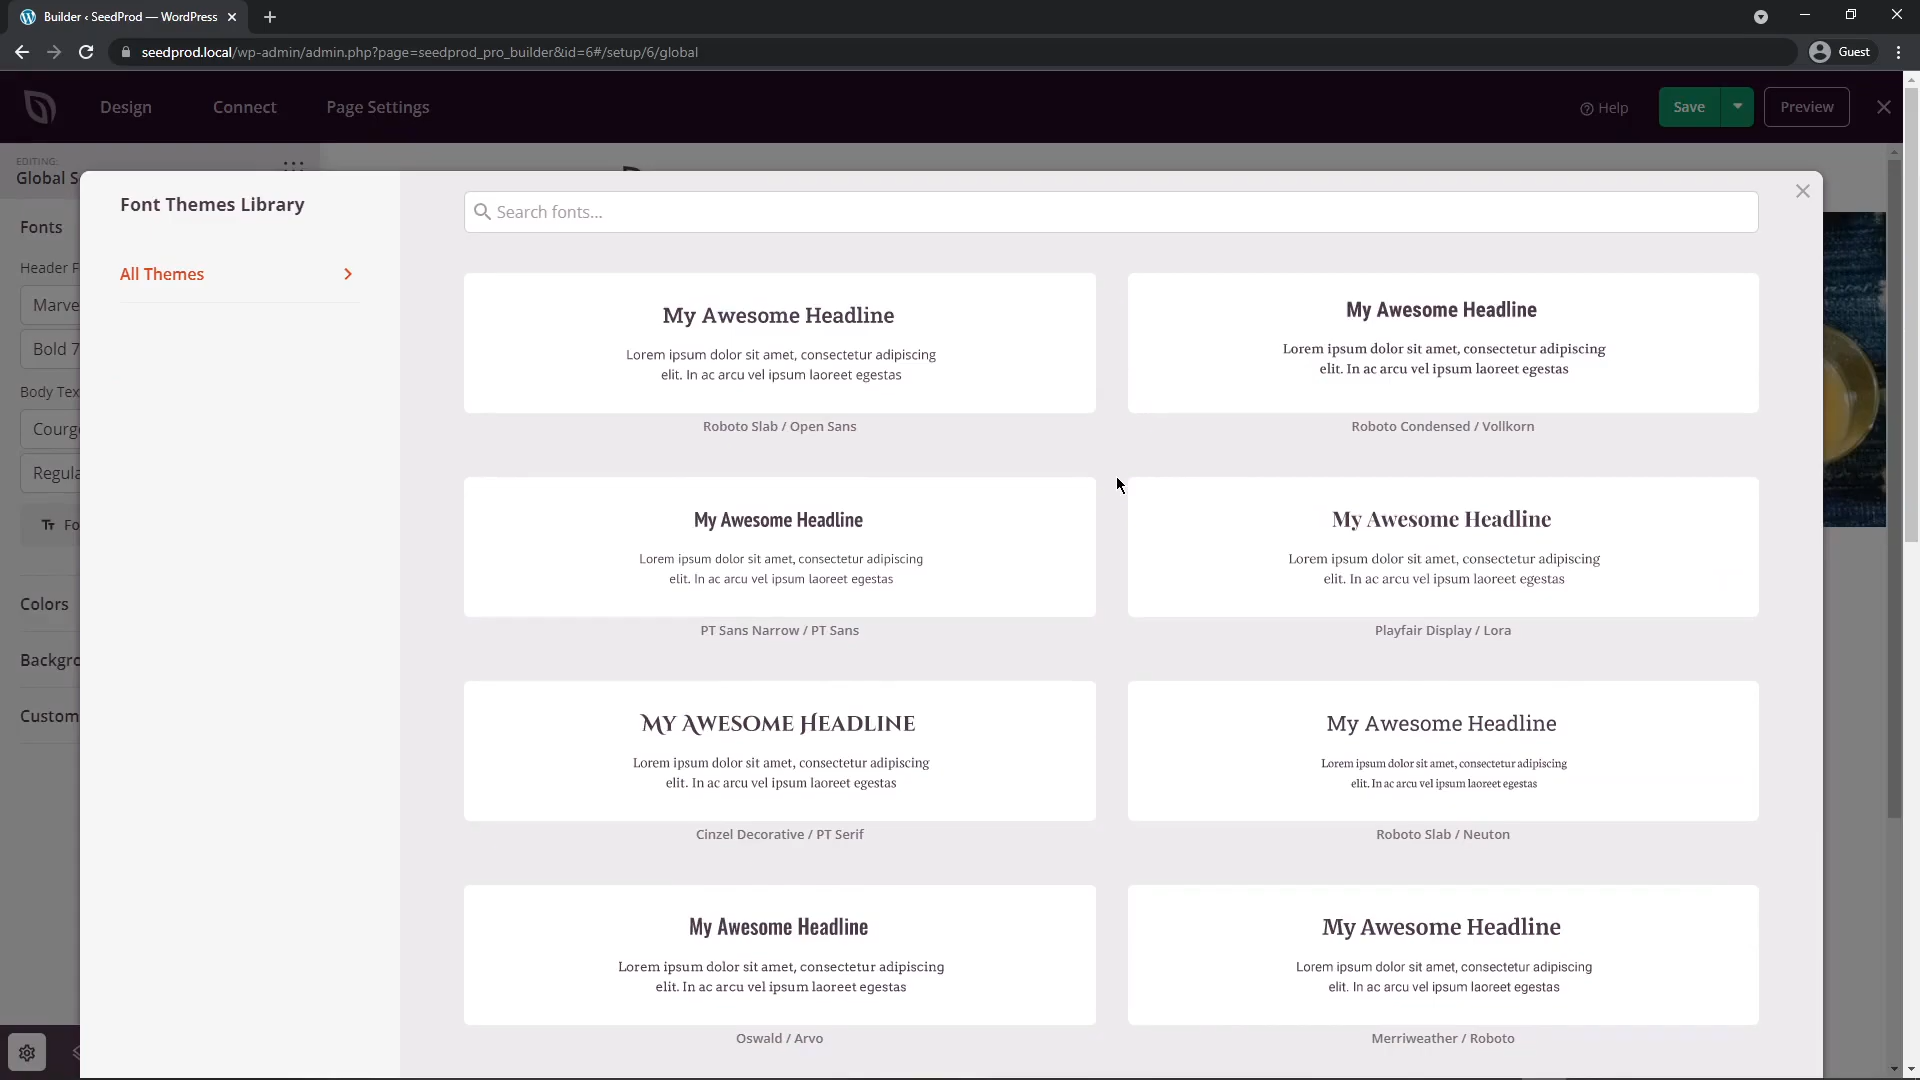 Builder ‹ SeedProd — WordPress
seedprod.local/wp-admin/admin.php?page=seedprod_pro_builder&id=6#/setup/6/global
Guest
Design
Connect
Page Settings
Help
Save
Preview
EDITING:
Global S
Fonts
Header F
Marve
Bold 7
Body Tex
Courg
Regula
Tт Fo
Colors
Backgro
Custom
Font Themes Library
All Themes
Search fonts...
My Awesome Headline
Lorem ipsum dolor sit amet, consectetur adipiscing
elit. In ac arcu vel ipsum laoreet egestas
Roboto Slab / Open Sans
My Awesome Headline
Lorem ipsum dolor sit amet, consectetur adipiscing
elit. In ac arcu vel ipsum laoreet egestas
Roboto Condensed / Vollkorn
My Awesome Headline
Lorem ipsum dolor sit amet, consectetur adipiscing
elit. In ac arcu vel ipsum laoreet egestas
PT Sans Narrow / PT Sans
My Awesome Headline
Lorem ipsum dolor sit amet, consectetur adipiscing
elit. In ac arcu vel ipsum laoreet egestas
Playfair Display / Lora
My Awesome Headline
Lorem ipsum dolor sit amet, consectetur adipiscing
elit. In ac arcu vel ipsum laoreet egestas
Cinzel Decorative / PT Serif
My Awesome Headline
Lorem ipsum dolor sit amet, consectetur adipiscing
elit. In ac arcu vel ipsum laoreet egestas
Roboto Slab / Neuton
My Awesome Headline
Lorem ipsum dolor sit amet, consectetur adipiscing
elit. In ac arcu vel ipsum laoreet egestas
Oswald / Arvo
My Awesome Headline
Lorem ipsum dolor sit amet, consectetur adipiscing
elit. In ac arcu vel ipsum laoreet egestas
Merriweather / Roboto